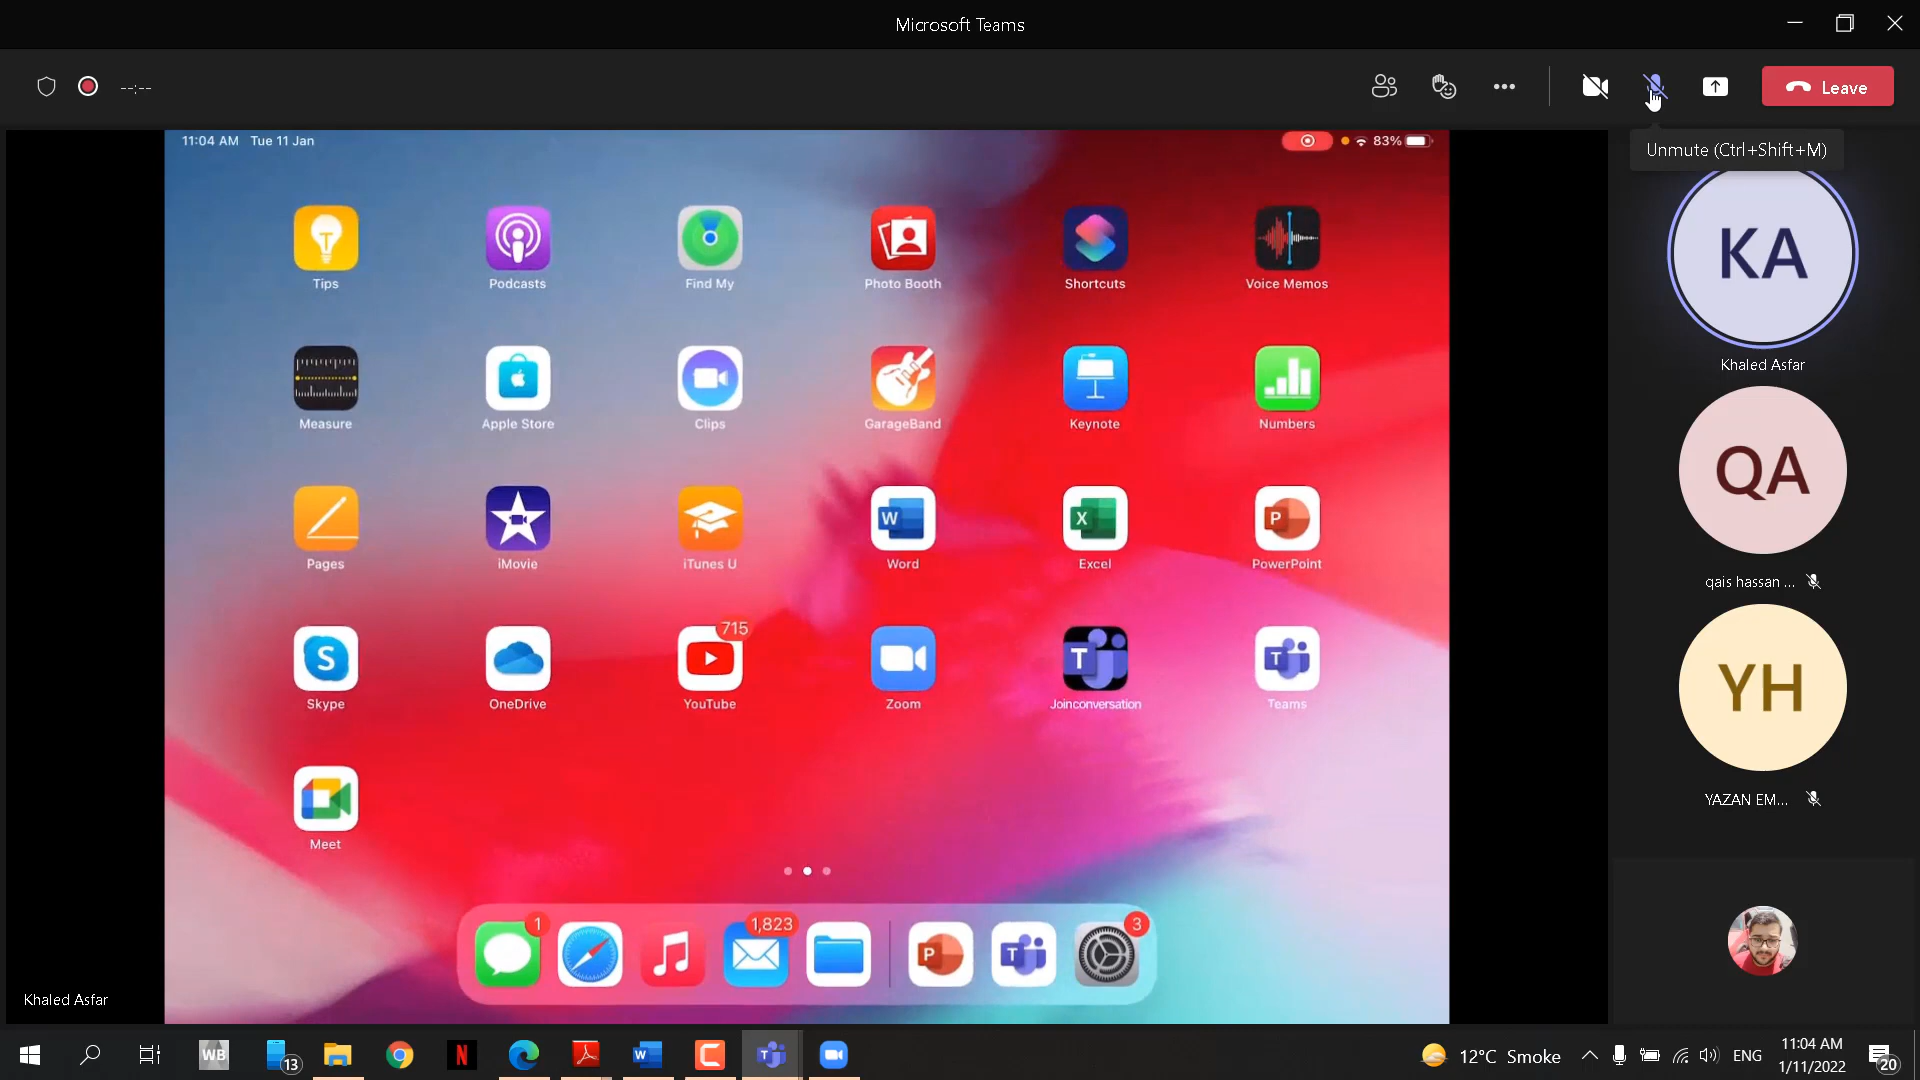 Microsoft Teams
--:--
Leave
Unmute (Ctrl+Shift+M)
11:04 AM Tue 11 Jan
83%
Tips
Podcasts
Find My
Photo Booth
Shortcuts
Voice Memos
Measure
Apple Store
Clips
GarageBand
Keynote
Numbers
Pages
iMovie
iTunes U
Word
Excel
PowerPoint
715
Skype
OneDrive
YouTube
Zoom
Joinconversation
Teams
Meet
1
1,823
3
Khaled Asfar
KA
Khaled Asfar
QA
qais hassan ...
YH
YAZAN EM...
WB
13
12°C Smoke
ENG
11:04 AM
1/11/2022
20